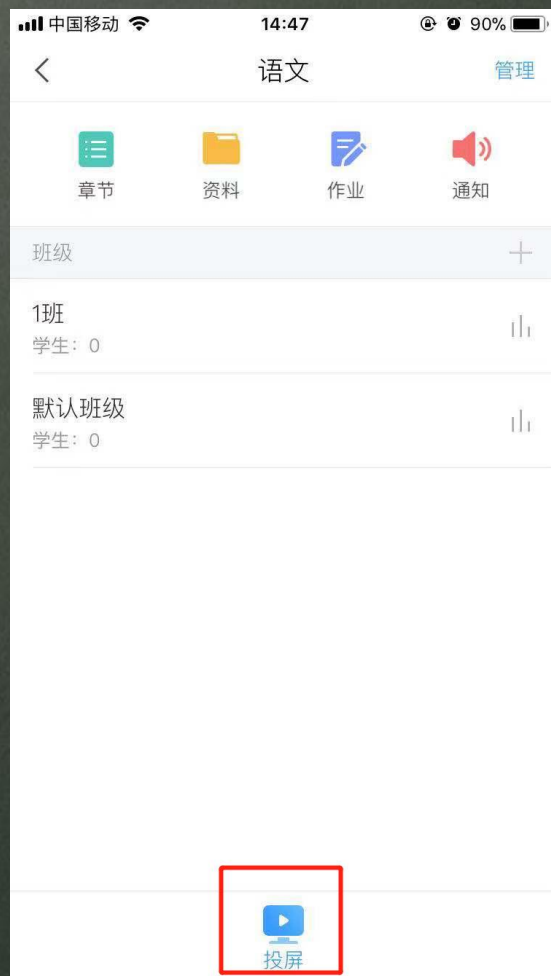 中国移动 14:47 90%
语文 管理
章节 资料 作业 通知
班级
1班
学生：0
默认班级
学生：0
投屏